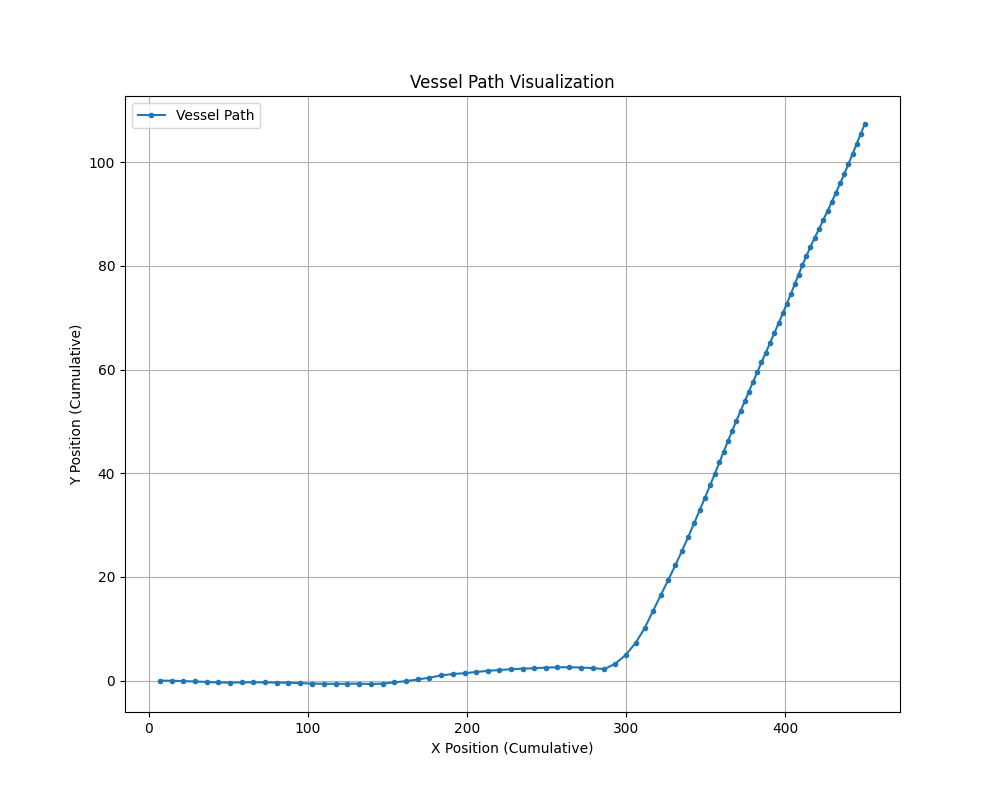 Vessel Path Visualization
Vessel Path
100
80
60
40
20
0
Y Position (Cumulative)
0 100 200 300 400
X Position (Cumulative)